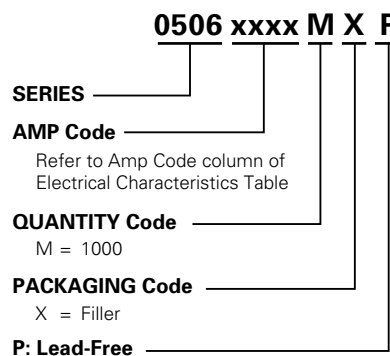 0506 xxxx M X P
SERIES
AMP Code
Refer to Amp Code column of
Electrical Characteristics Table
QUANTITY Code
M = 1000
PACKAGING Code
X = Filler
P: Lead-Free